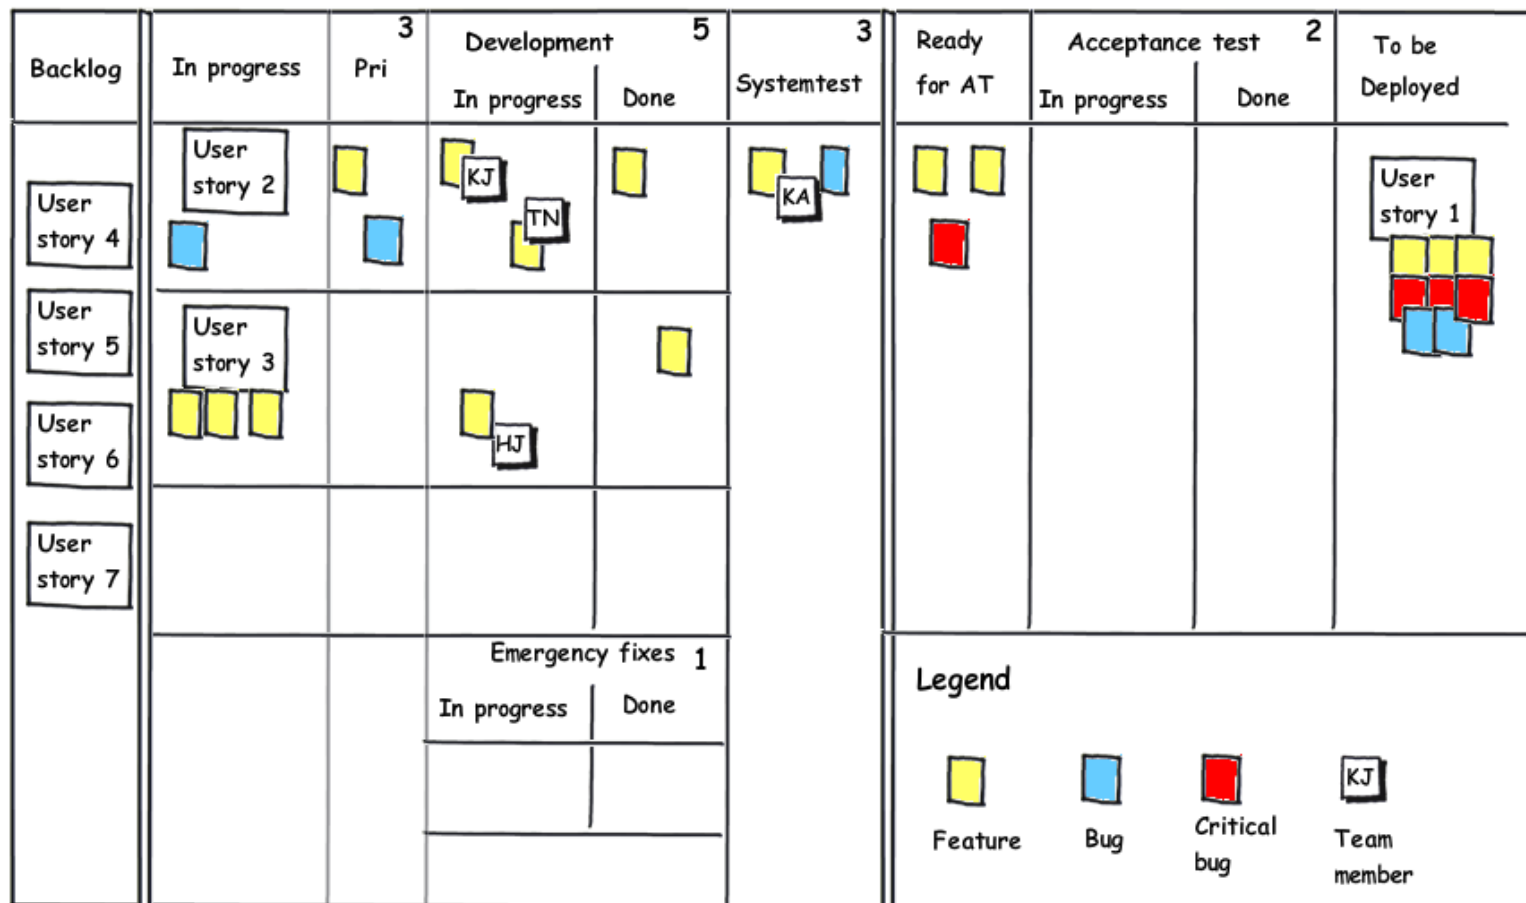 Backlog
In progress
Pri
3
Development
5
In progress
Done
Systemtest
3
Ready
for AT
Acceptance test
2
In progress
Done
To be
Deployed
User
story 4
User
story 5
User
story 6
User
story 7
User
story 2
KJ
TN
KA
User
story 1
User
story 3
HJ
Emergency fixes
1
In progress
Done
Legend
Feature
Bug
Critical
bug
KJ
Team
member